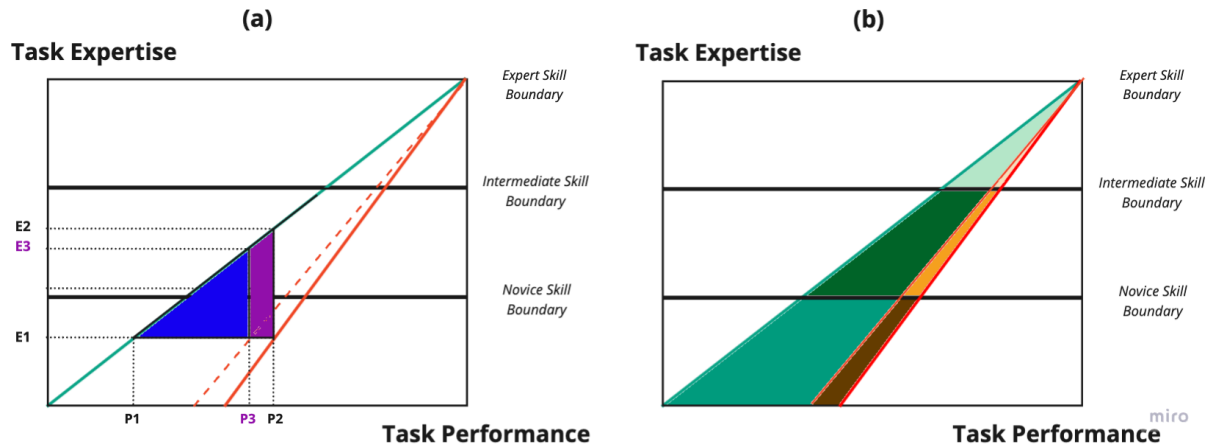 (a)
Task Expertise
Expert Skill
Boundary
Intermediate Skill
Boundary
E2
E3
Novice Skill
Boundary
E1
P1
P3
P2
Task Performance
(b)
Task Expertise
Expert Skill
Boundary
Intermediate Skill
Boundary
Novice Skill
Boundary
Task Performance
miro